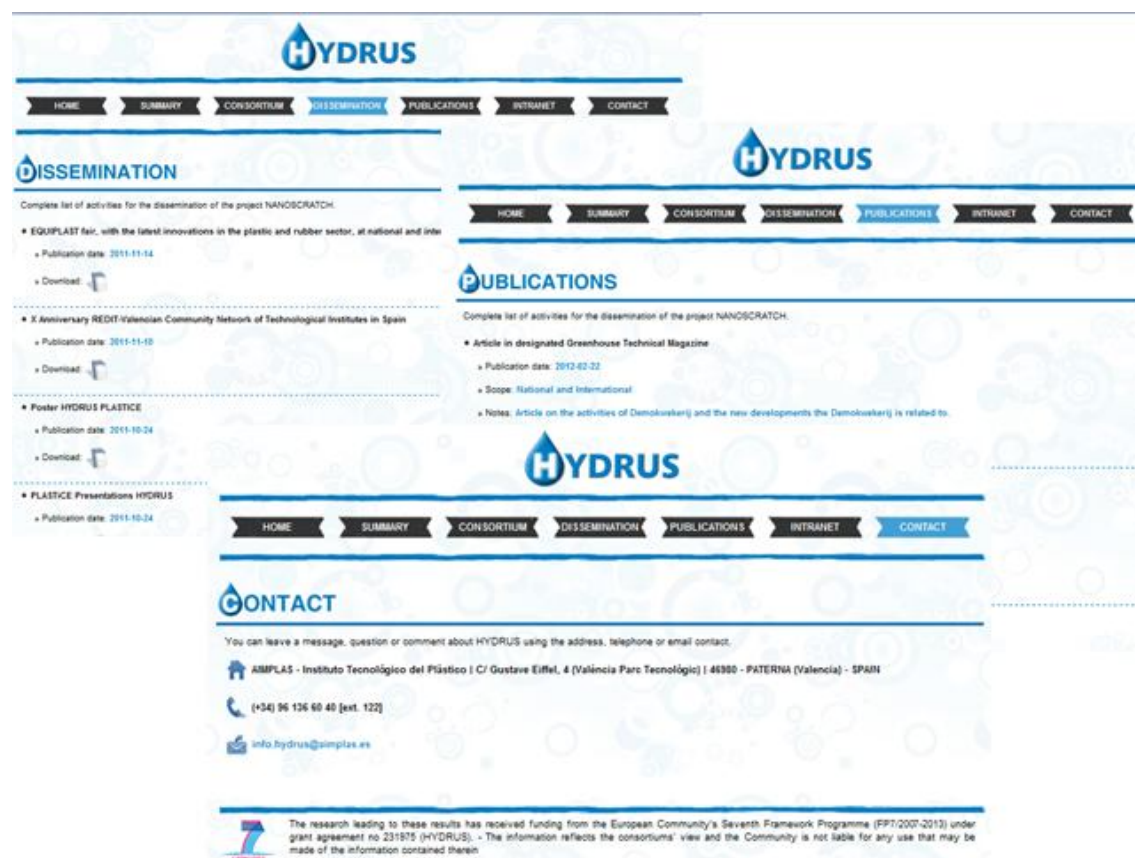 HYDRUS
HOME SUMMARY CONSORTIUM DISSEMINATION PUBLICATIONS INTRANET CONTACT
DISSEMINATION
Complete list of activities for the dissemination of the project NANOSCRATCH.
EQUIPLAST fair, with the latest innovations in the plastic and rubber sector, at national and inte
» Publication date: 2011-11-14
» Download:
X Anniversary REDIT-Valencian Community Network of Technological Institutes in Spain
» Publication date: 2011-11-10
» Download:
Poster HYDRUS PLASTICE
» Publication date: 2011-10-24
» Download:
PLASTiCE Presentations HYDRUS
» Publication date: 2011-10-24
HYDRUS
HOME SUMMARY CONSORTIUM DISSEMINATION PUBLICATIONS INTRANET CONTACT
PUBLICATIONS
Complete list of activities for the dissemination of the project NANOSCRATCH.
Article in designated Greenhouse Technical Magazine
» Publication date: 2012-02-22
» Scope: National and International
» Notes: Article on the activities of Demokwekerij and the new developments the Demokwekerij is related to.
HYDRUS
HOME SUMMARY CONSORTIUM DISSEMINATION PUBLICATIONS INTRANET CONTACT
CONTACT
You can leave a message, question or comment about HYDRUS using the address, telephone or email contact.
AIMPLAS - Instituto Tecnológico del Plástico | C/ Gustave Eiffel, 4 (València Parc Tecnològic) | 46980 - PATERNA (Valencia) - SPAIN
(+34) 96 136 60 40 [ext. 122]
info.hydrus@aimplas.es
The research leading to these results has received funding from the European Community's Seventh Framework Programme (FP7/2007-2013) under
grant agreement no 231975 (HYDRUS). - The information reflects the consortiums' view and the Community is not liable for any use that may be
made of the information contained therein